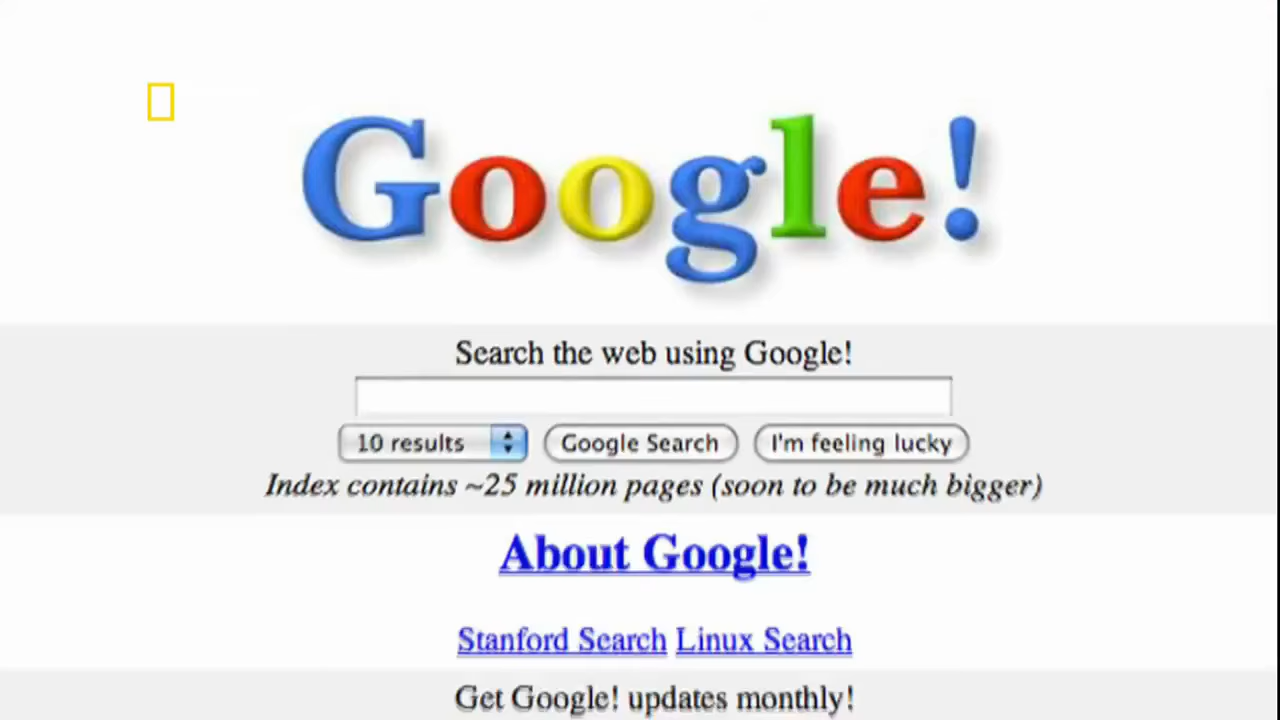 Google!
Search the web using Google!
10 results Google Search I'm feeling lucky
Index contains ~25 million pages (soon to be much bigger)
About Google!
Stanford Search Linux Search
Get Google! updates monthly!